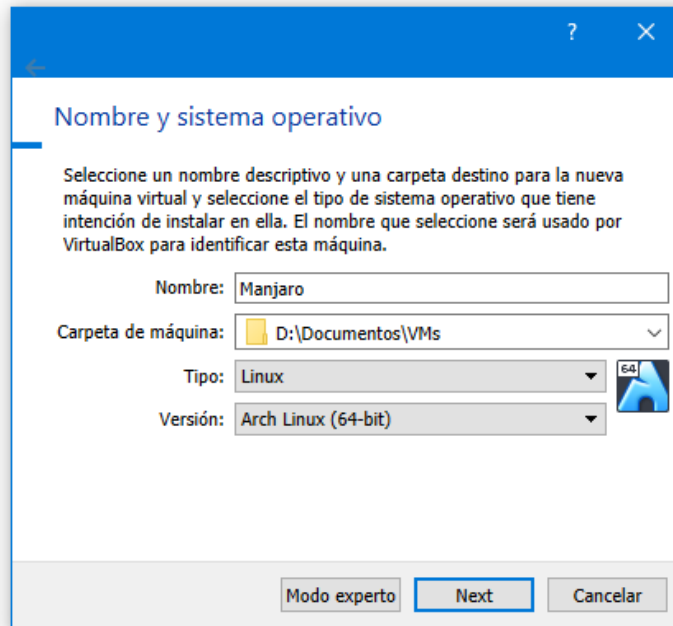 ?
Nombre y sistema operativo
Seleccione un nombre descriptivo y una carpeta destino para la nueva
máquina virtual y seleccione el tipo de sistema operativo que tiene
intención de instalar en ella. El nombre que seleccione será usado por
VirtualBox para identificar esta máquina.
Nombre: Manjaro
Carpeta de máquina: D:\Documentos\VMs
Tipo: Linux
64
Versión: Arch Linux (64-bit)
Modo experto Next Cancelar